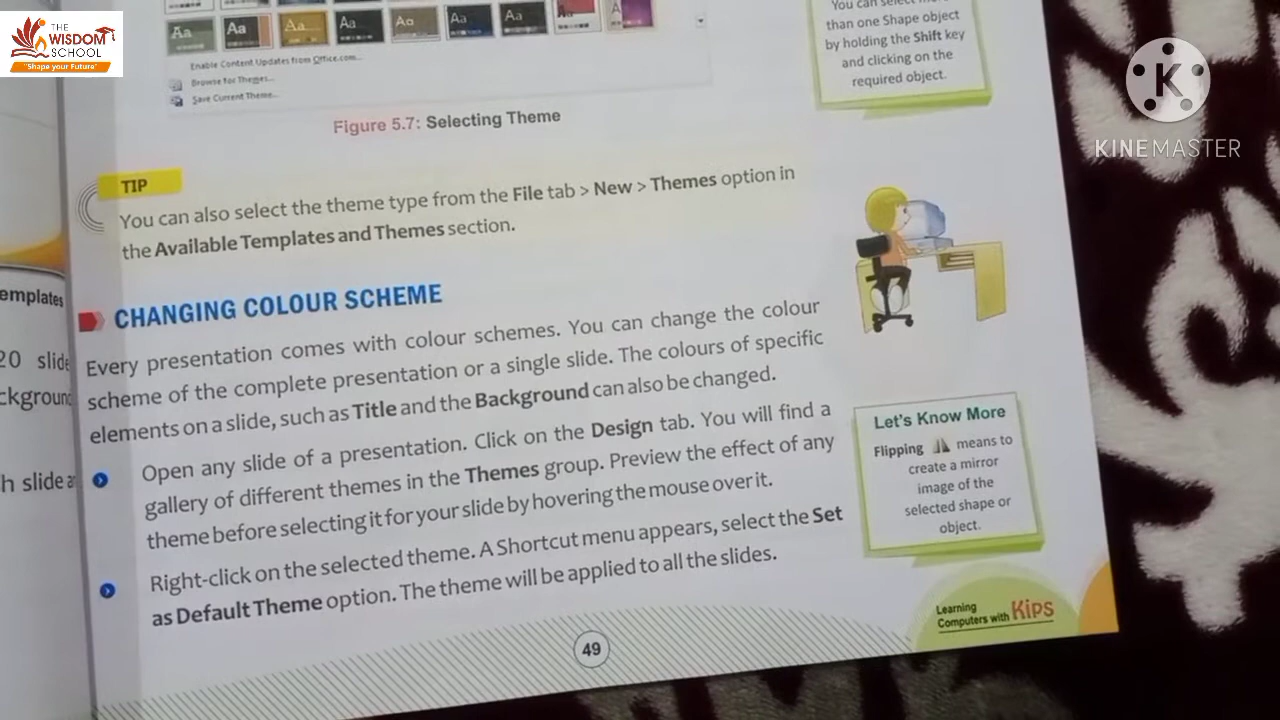 THE
WISDOM
SCHOOL
"Shape your Future"
Aa
Aa
Aa
Aa
Aa
Aa
Aa
A
Enable Content Updates from Office.com...
Browse for Themes...
Save Current Theme...
You can select more
than one Shape object
by holding the Shift key
and clicking on the
required object.
K
KINEMASTER
Figure 5.7: Selecting Theme
TIP
You can also select the theme type from the File tab > New > Themes option in
the Available Templates and Themes section.
CHANGING COLOUR SCHEME
Every presentation comes with colour schemes. You can change the colour
scheme of the complete presentation or a single slide. The colours of specific
elements on a slide, such as Title and the Background can also be changed.
Open any slide of a presentation. Click on the Design tab. You will find a
gallery of different themes in the Themes group. Preview the effect of any
theme before selecting it for your slide by hovering the mouse over it.
Right-click on the selected theme. A Shortcut menu appears, select the Set
as Default Theme option. The theme will be applied to all the slides.
Let's Know More
Flipping means to
create a mirror
image of the
selected shape or
object.
Learning
Computers with Kips
49
emplates
20 slide
ckground
h slide a